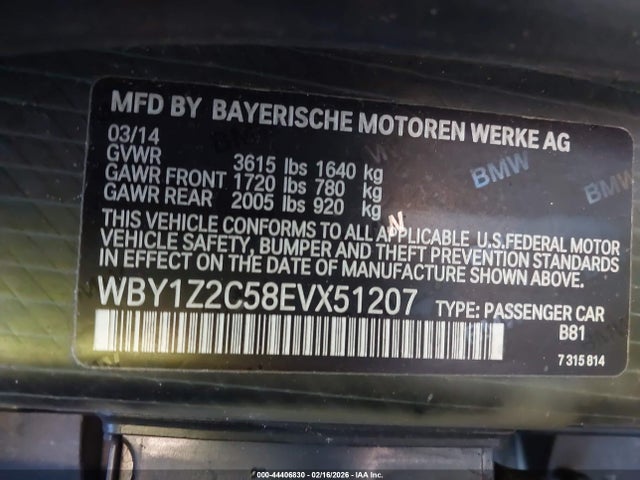 MFD BY BAYERISCHE MOTOREN WERKE AG
03/14
GVWR 3615 lbs 1640 kg
GAWR FRONT 1720 lbs 780 kg
GAWR REAR 2005 lbs 920 kg
THIS VEHICLE CONFORMS TO ALL APPLICABLE U.S.FEDERAL MOTOR
VEHICLE SAFETY, BUMPER AND THEFT PREVENTION STANDARDS
IN EFFECT ON THE DATE OF MANUFACTURE SHOWN ABOVE.
WBY1Z2C58EVX51207 TYPE: PASSENGER CAR
B81
7 315 814
BMW
BMW
BMW
000-44406830 - 02/16/2026 - IAA Inc.